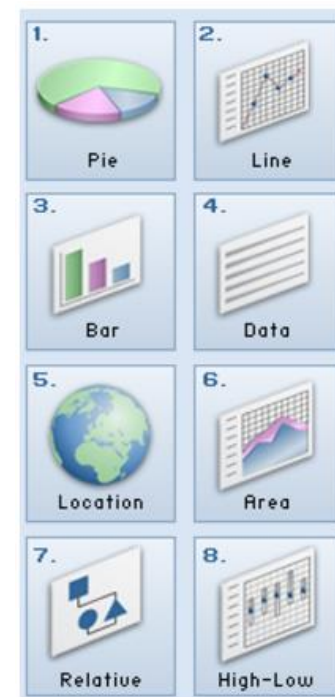 1.
Pie
2.
Line
3.
Bar
4.
Data
5.
Location
6.
Area
7.
Relative
8.
High-Low